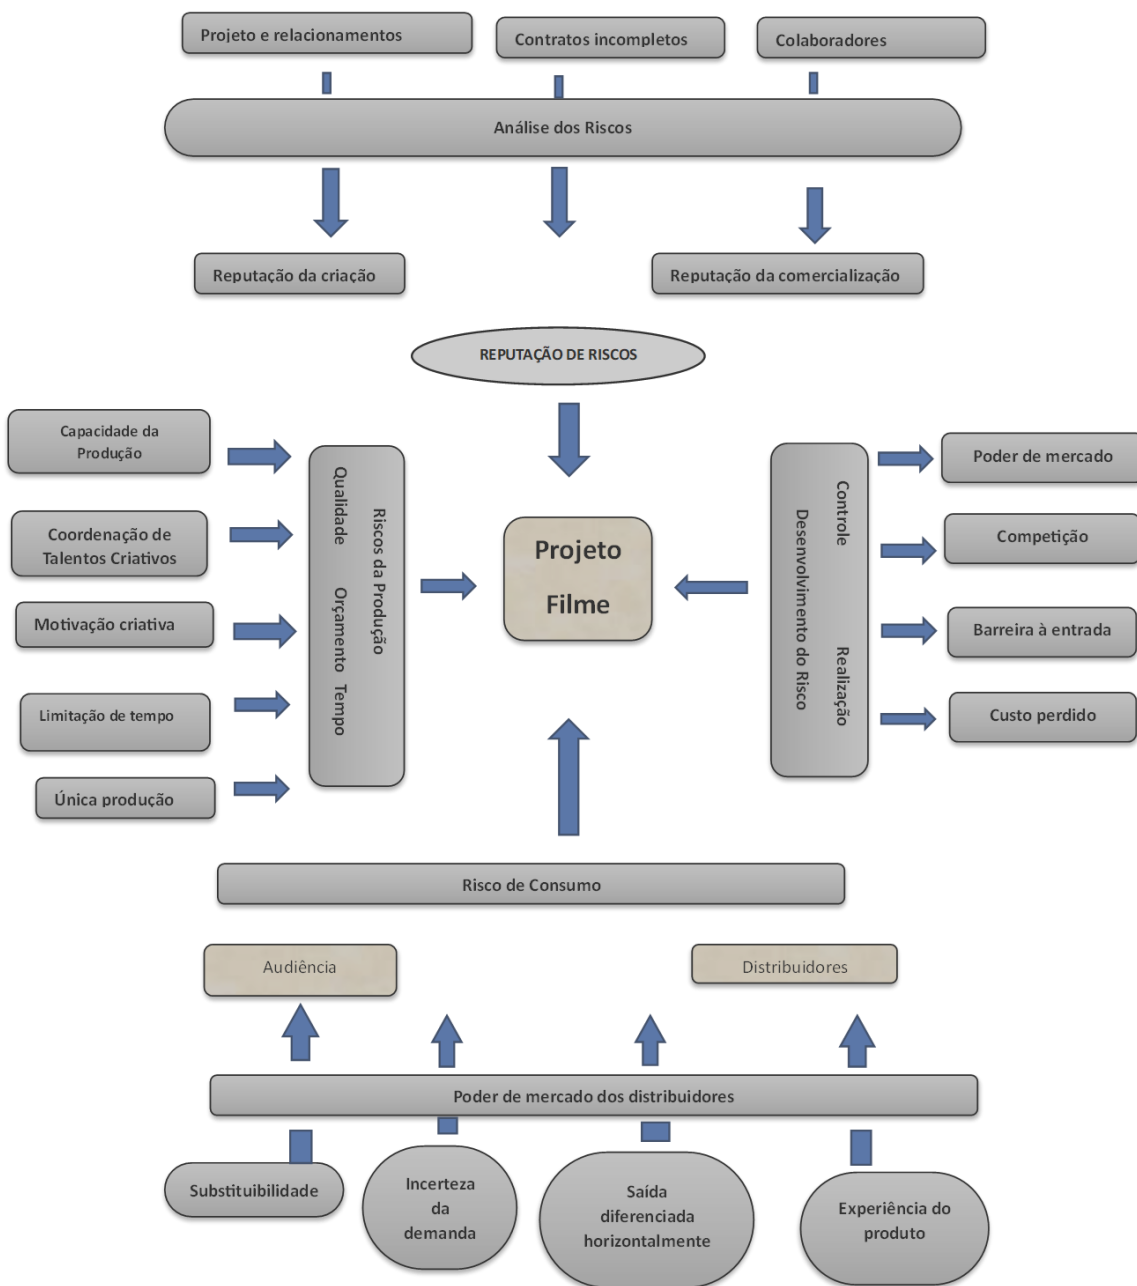 Projeto e relacionamentos
Contratos incompletos
Colaboradores
Análise dos Riscos
Reputação da criação
Reputação da comercialização
REPUTAÇÃO DE RISCOS
Capacidade da
Produção
Coordenação de
Talentos Criativos
Motivação criativa
Limitação de tempo
Única produção
Riscos da Produção
Qualidade Orçamento Tempo
Projeto
Filme
Controle Realização
Desenvolvimento do Risco
Poder de mercado
Competição
Barreira à entrada
Custo perdido
Risco de Consumo
Audiência
Distribuidores
Poder de mercado dos distribuidores
Substituibilidade
Incerteza
da
demanda
Saída
diferenciada
horizontalmente
Experiência do
produto